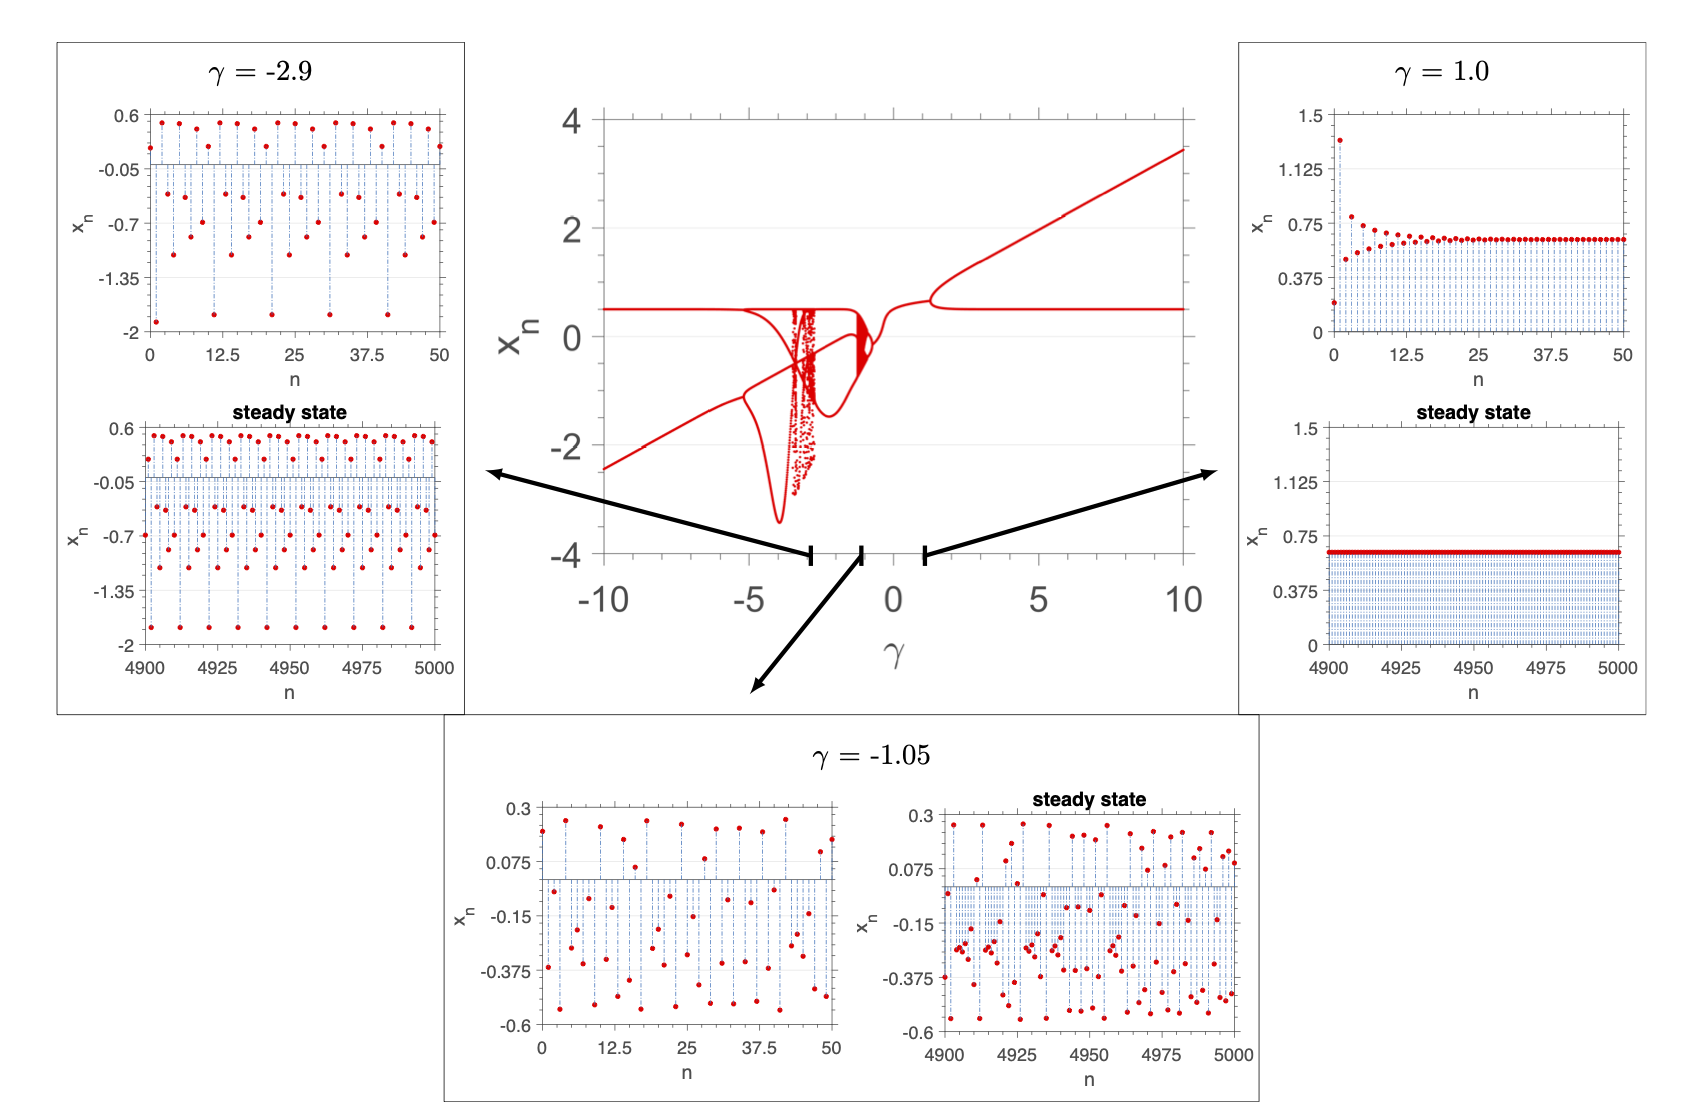 γ = -2.9
0.6
-0.05
-0.7
-1.35
-2
x_n
0 12.5 25 37.5 50
n
steady state
0.6
-0.05
-0.7
-1.35
-2
x_n
4900 4925 4950 4975 5000
n
4
2
0
-2
-4
x_n
-10 -5 0 5 10
γ
γ = 1.0
1.5
1.125
0.75
0.375
0
x_n
0 12.5 25 37.5 50
n
steady state
1.5
1.125
0.75
0.375
0
x_n
4900 4925 4950 4975 5000
n
γ = -1.05
0.3
0.075
-0.15
-0.375
-0.6
x_n
0 12.5 25 37.5 50
n
steady state
0.3
0.075
-0.15
-0.375
-0.6
x_n
4900 4925 4950 4975 5000
n